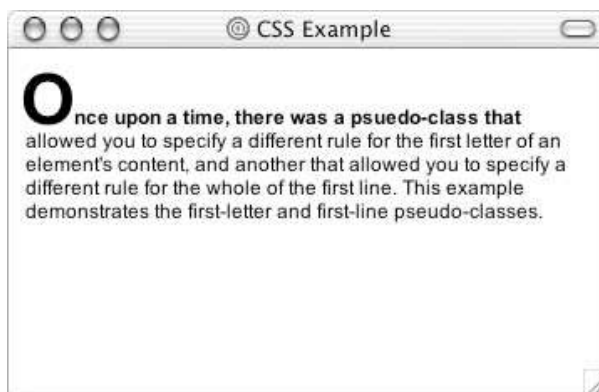 CSS Example
Once upon a time, there was a psuedo-class that
allowed you to specify a different rule for the first letter of an
element's content, and another that allowed you to specify a
different rule for the whole of the first line. This example
demonstrates the first-letter and first-line pseudo-classes.